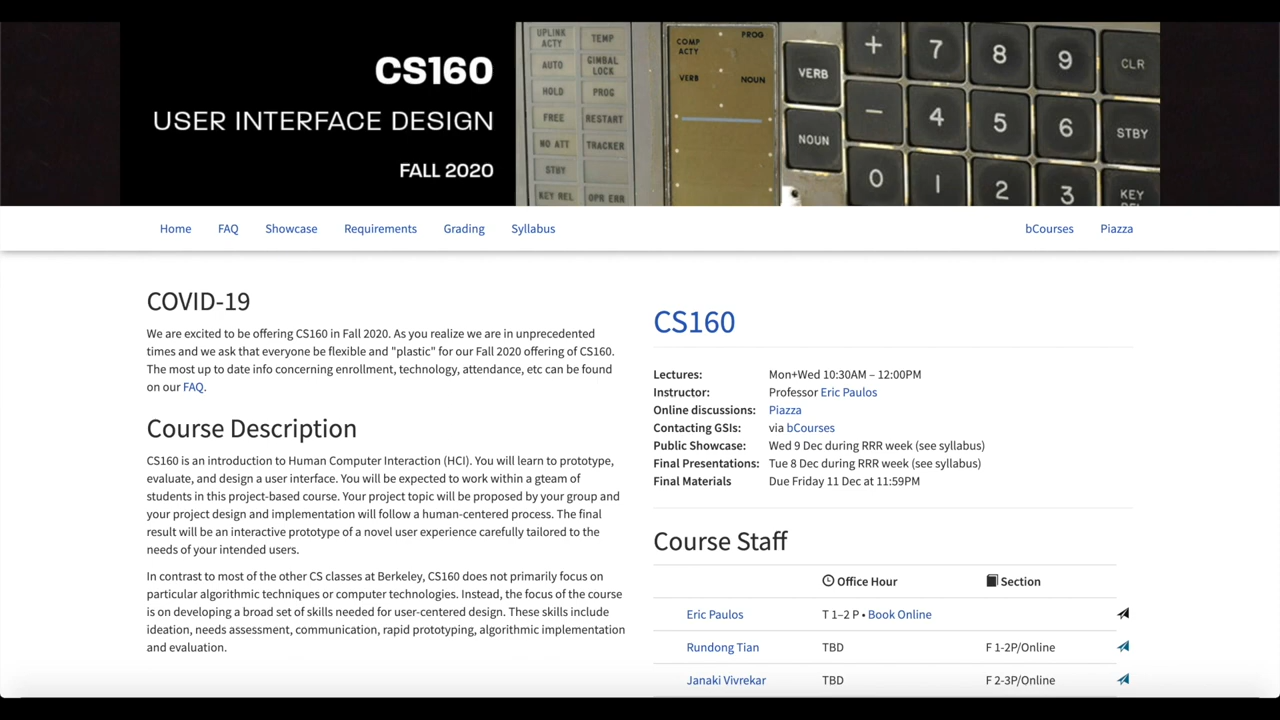 CS160
USER INTERFACE DESIGN
FALL 2020
UPLINK ACTY
TEMP
AUTO
GIMBAL LOCK
HOLD
PROG
FREE
RESTART
NO ATT
TRACKER
STBY
KEY REL
OPR ERR
COMP ACTY
PROG
VERB
NOUN
VERB
NOUN
+ 7 8 9 CLR
− 4 5 6 STBY
0 1 2 3 KEY
Home FAQ Showcase Requirements Grading Syllabus bCourses Piazza
COVID-19
We are excited to be offering CS160 in Fall 2020. As you realize we are in unprecedented
times and we ask that everyone be flexible and "plastic" for our Fall 2020 offering of CS160.
The most up to date info concerning enrollment, technology, attendance, etc can be found
on our FAQ.
Course Description
CS160 is an introduction to Human Computer Interaction (HCI). You will learn to prototype,
evaluate, and design a user interface. You will be expected to work within a gteam of
students in this project-based course. Your project topic will be proposed by your group and
your project design and implementation will follow a human-centered process. The final
result will be an interactive prototype of a novel user experience carefully tailored to the
needs of your intended users.
In contrast to most of the other CS classes at Berkeley, CS160 does not primarily focus on
particular algorithmic techniques or computer technologies. Instead, the focus of the course
is on developing a broad set of skills needed for user-centered design. These skills include
ideation, needs assessment, communication, rapid prototyping, algorithmic implementation
and evaluation.
CS160
Lectures: Mon+Wed 10:30AM – 12:00PM
Instructor: Professor Eric Paulos
Online discussions: Piazza
Contacting GSIs: via bCourses
Public Showcase: Wed 9 Dec during RRR week (see syllabus)
Final Presentations: Tue 8 Dec during RRR week (see syllabus)
Final Materials Due Friday 11 Dec at 11:59PM
Course Staff
Office Hour Section
Eric Paulos T 1–2 P • Book Online
Rundong Tian TBD F 1-2P/Online
Janaki Vivrekar TBD F 2-3P/Online